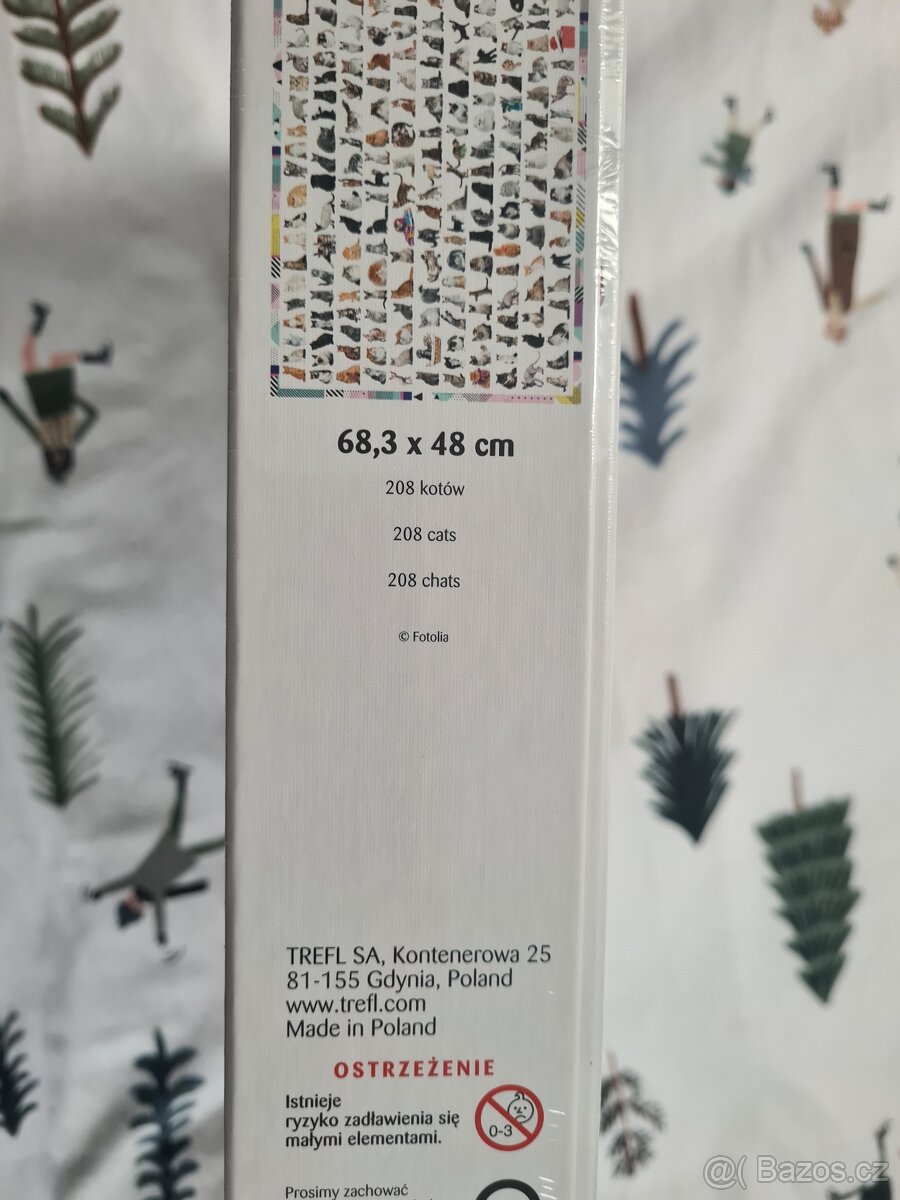 68,3 x 48 cm
208 kotów
208 cats
208 chats
© Fotolia
TREFL SA, Kontenerowa 25
81-155 Gdynia, Poland
www.trefl.com
Made in Poland
OSTRZEŻENIE
Istnieje
ryzyko zadławienia się
małymi elementami.
0-3
Prosimy zachować
@( Bazos.cz